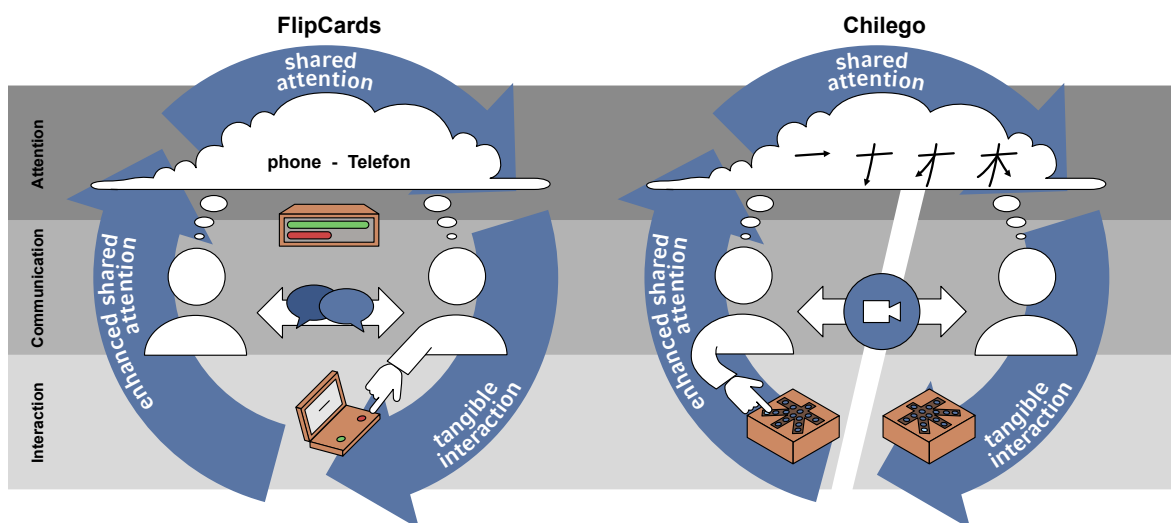 FlipCards
shared
attention
phone - Telefon
enhanced shared
attention
tangible
interaction
Chilego
shared
attention
enhanced shared
attention
tangible
interaction
Attention
Communication
Interaction